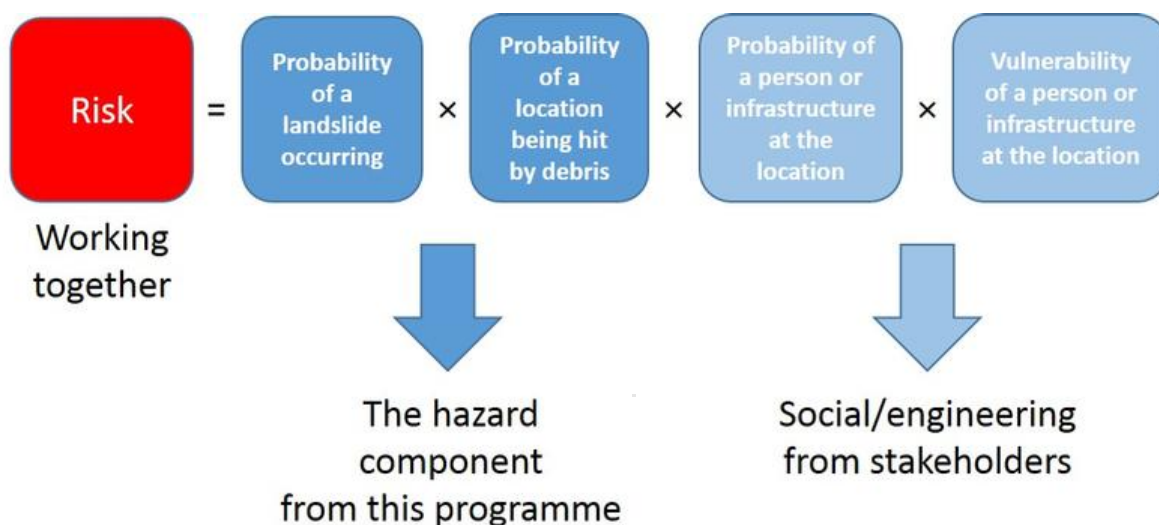 Risk
=
Probability
of a
landslide
occurring
×
Probability
of a
location
being hit
by debris
×
Probability of
a person or
infrastructure
at the
location
×
Vulnerability
of a person or
infrastructure
at the location
Working
together
The hazard
component
from this programme
Social/engineering
from stakeholders